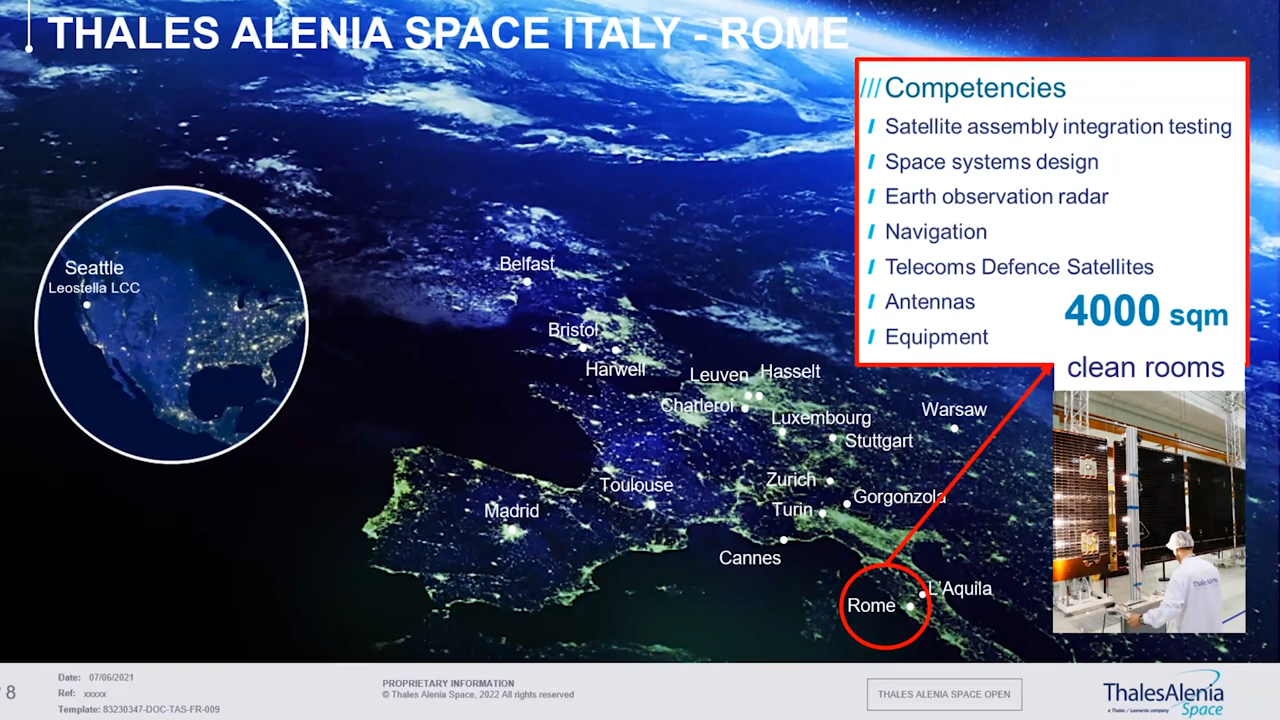 THALES ALENIA SPACE ITALY - ROME
/// Competencies
Satellite assembly integration testing
Space systems design
Earth observation radar
Navigation
Telecoms Defence Satellites
Antennas
Equipment
4000 sqm
clean rooms
Seattle
Leostella LCC
Belfast
Bristol
Harwell
Leuven
Hasselt
Charleroi
Luxembourg
Warsaw
Stuttgart
Zurich
Toulouse
Gorgonzola
Madrid
Turin
Cannes
L'Aquila
Rome
8
Date: 07/06/2021
Ref: xxxxx
Template: 83230347-DOC-TAS-FR-009
PROPRIETARY INFORMATION
© Thales Alenia Space, 2022 All rights reserved
THALES ALENIA SPACE OPEN
ThalesAlenia
a Thales / Leonardo company
Space